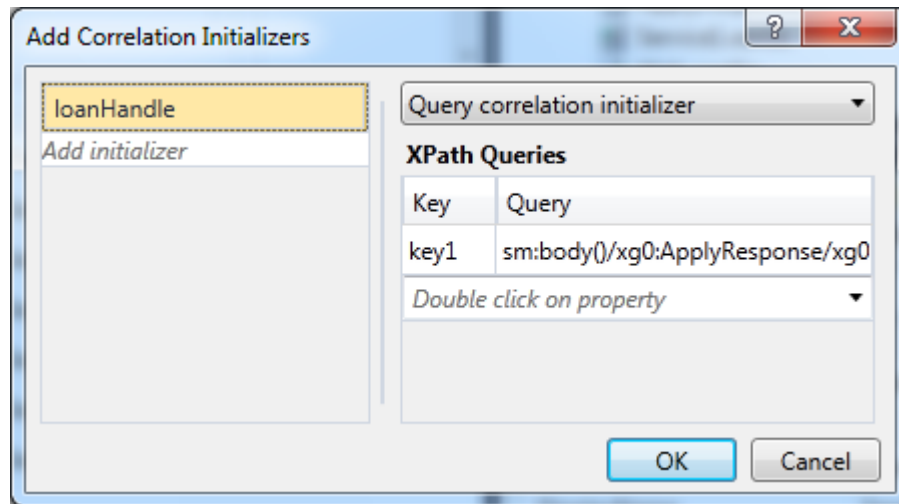 Add Correlation Initializers
loanHandle
Add initializer
Query correlation initializer
XPath Queries
Key Query
key1 sm:body()/xg0:ApplyResponse/xg0
Double click on property
OK Cancel